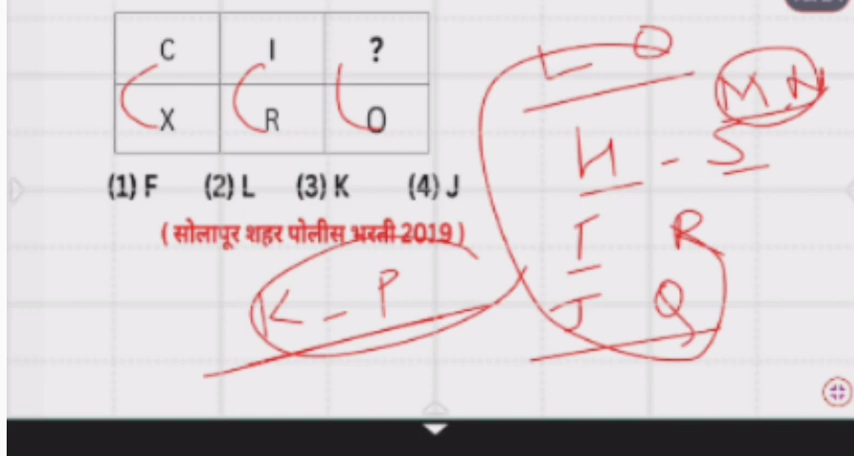 C I ?
X R O
(1) F (2) L (3) K (4) J
( सोलापूर शहर पोलीस भरती 2019 )
L - O
M N
H - S
I R
J Q
K - P